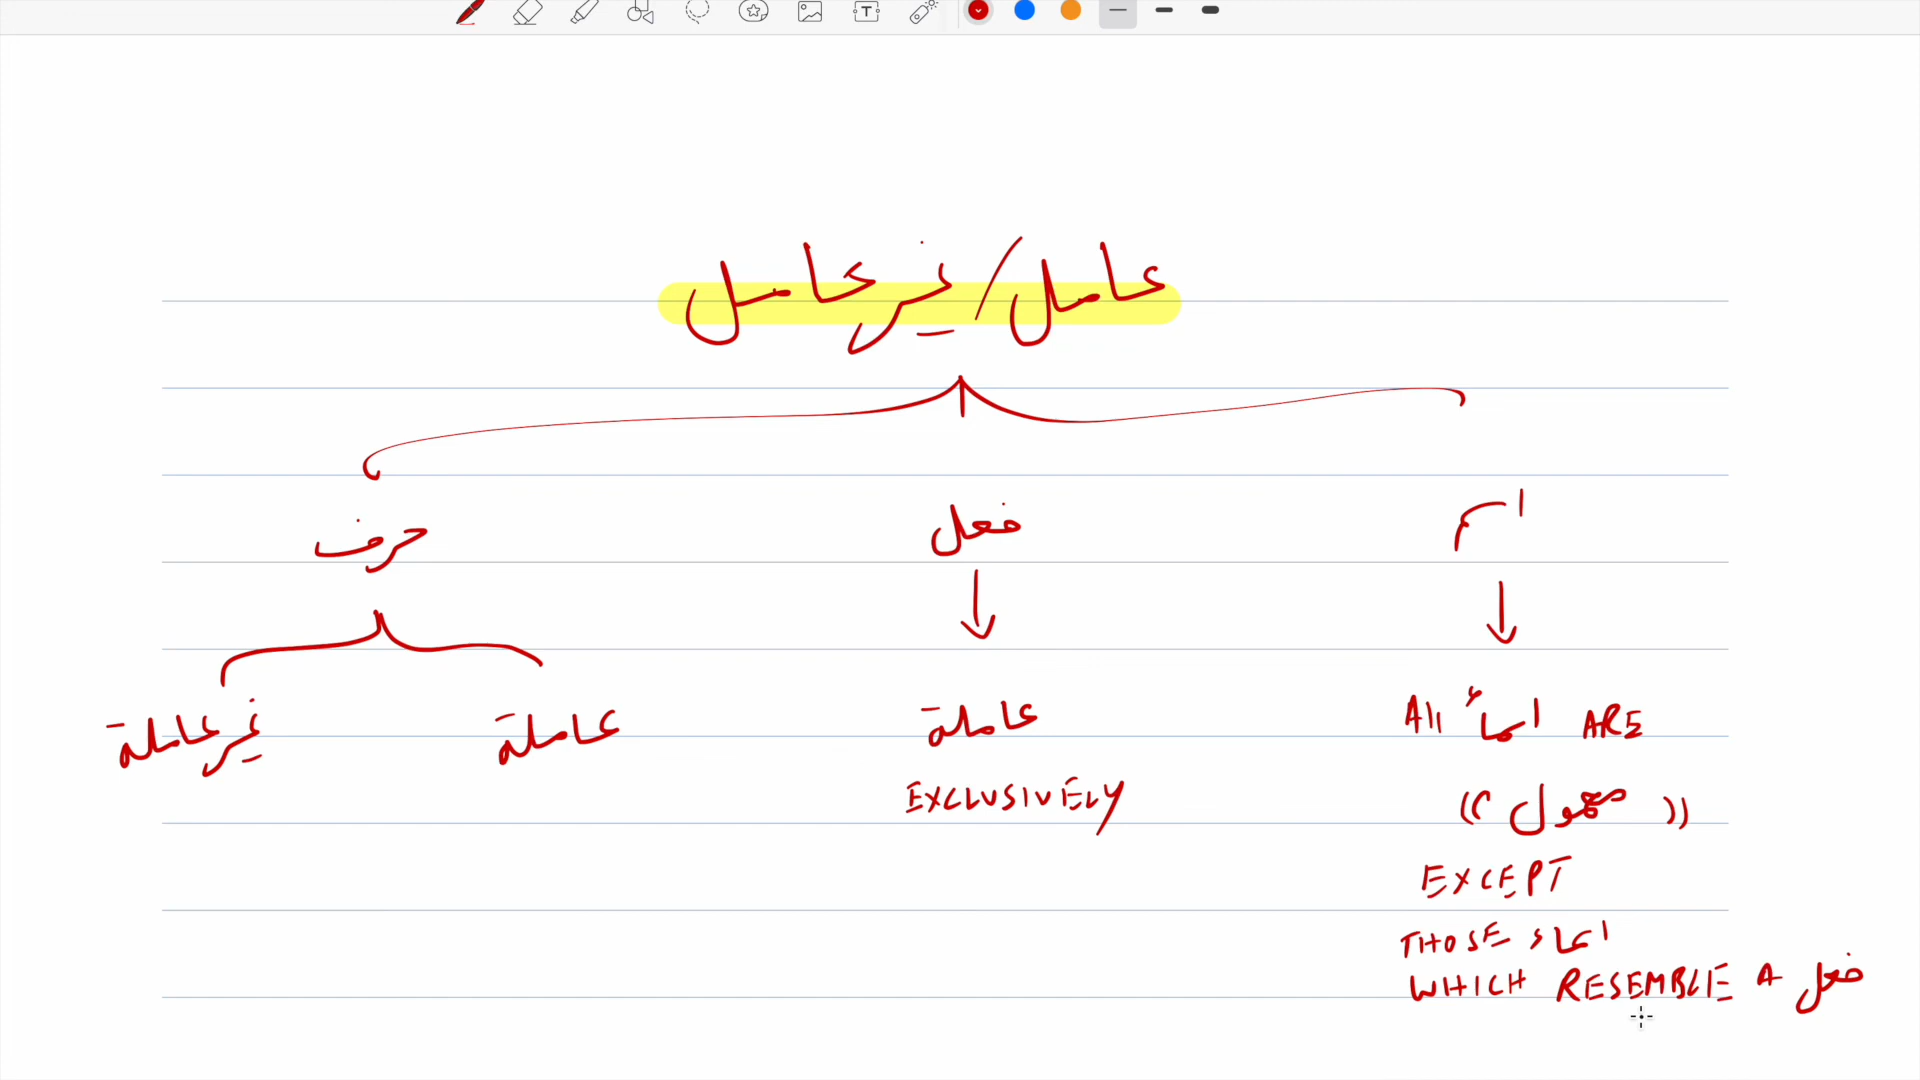 عامل / غير عامل
اسم
فعل
حرف
All اسماء ARE
((معمول))
EXCEPT
THOSE اسماء
WHICH RESEMBLE A فعل
عاملة
EXCLUSIVELY
عاملة
غير عاملة
T